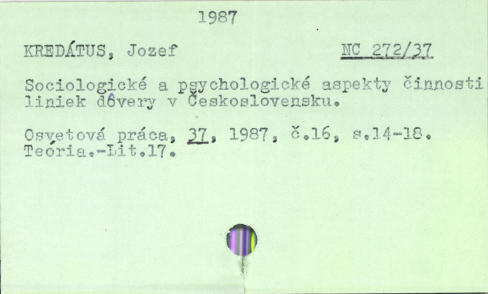 1987
KREDÁTUS, Jozef NC 272/37
Sociologické a psychologické aspekty činnosti
liniek dôvery v Československu.
Osvetová práca, 37, 1987, č.16, s.14-18.
Teória.-Lit.17.